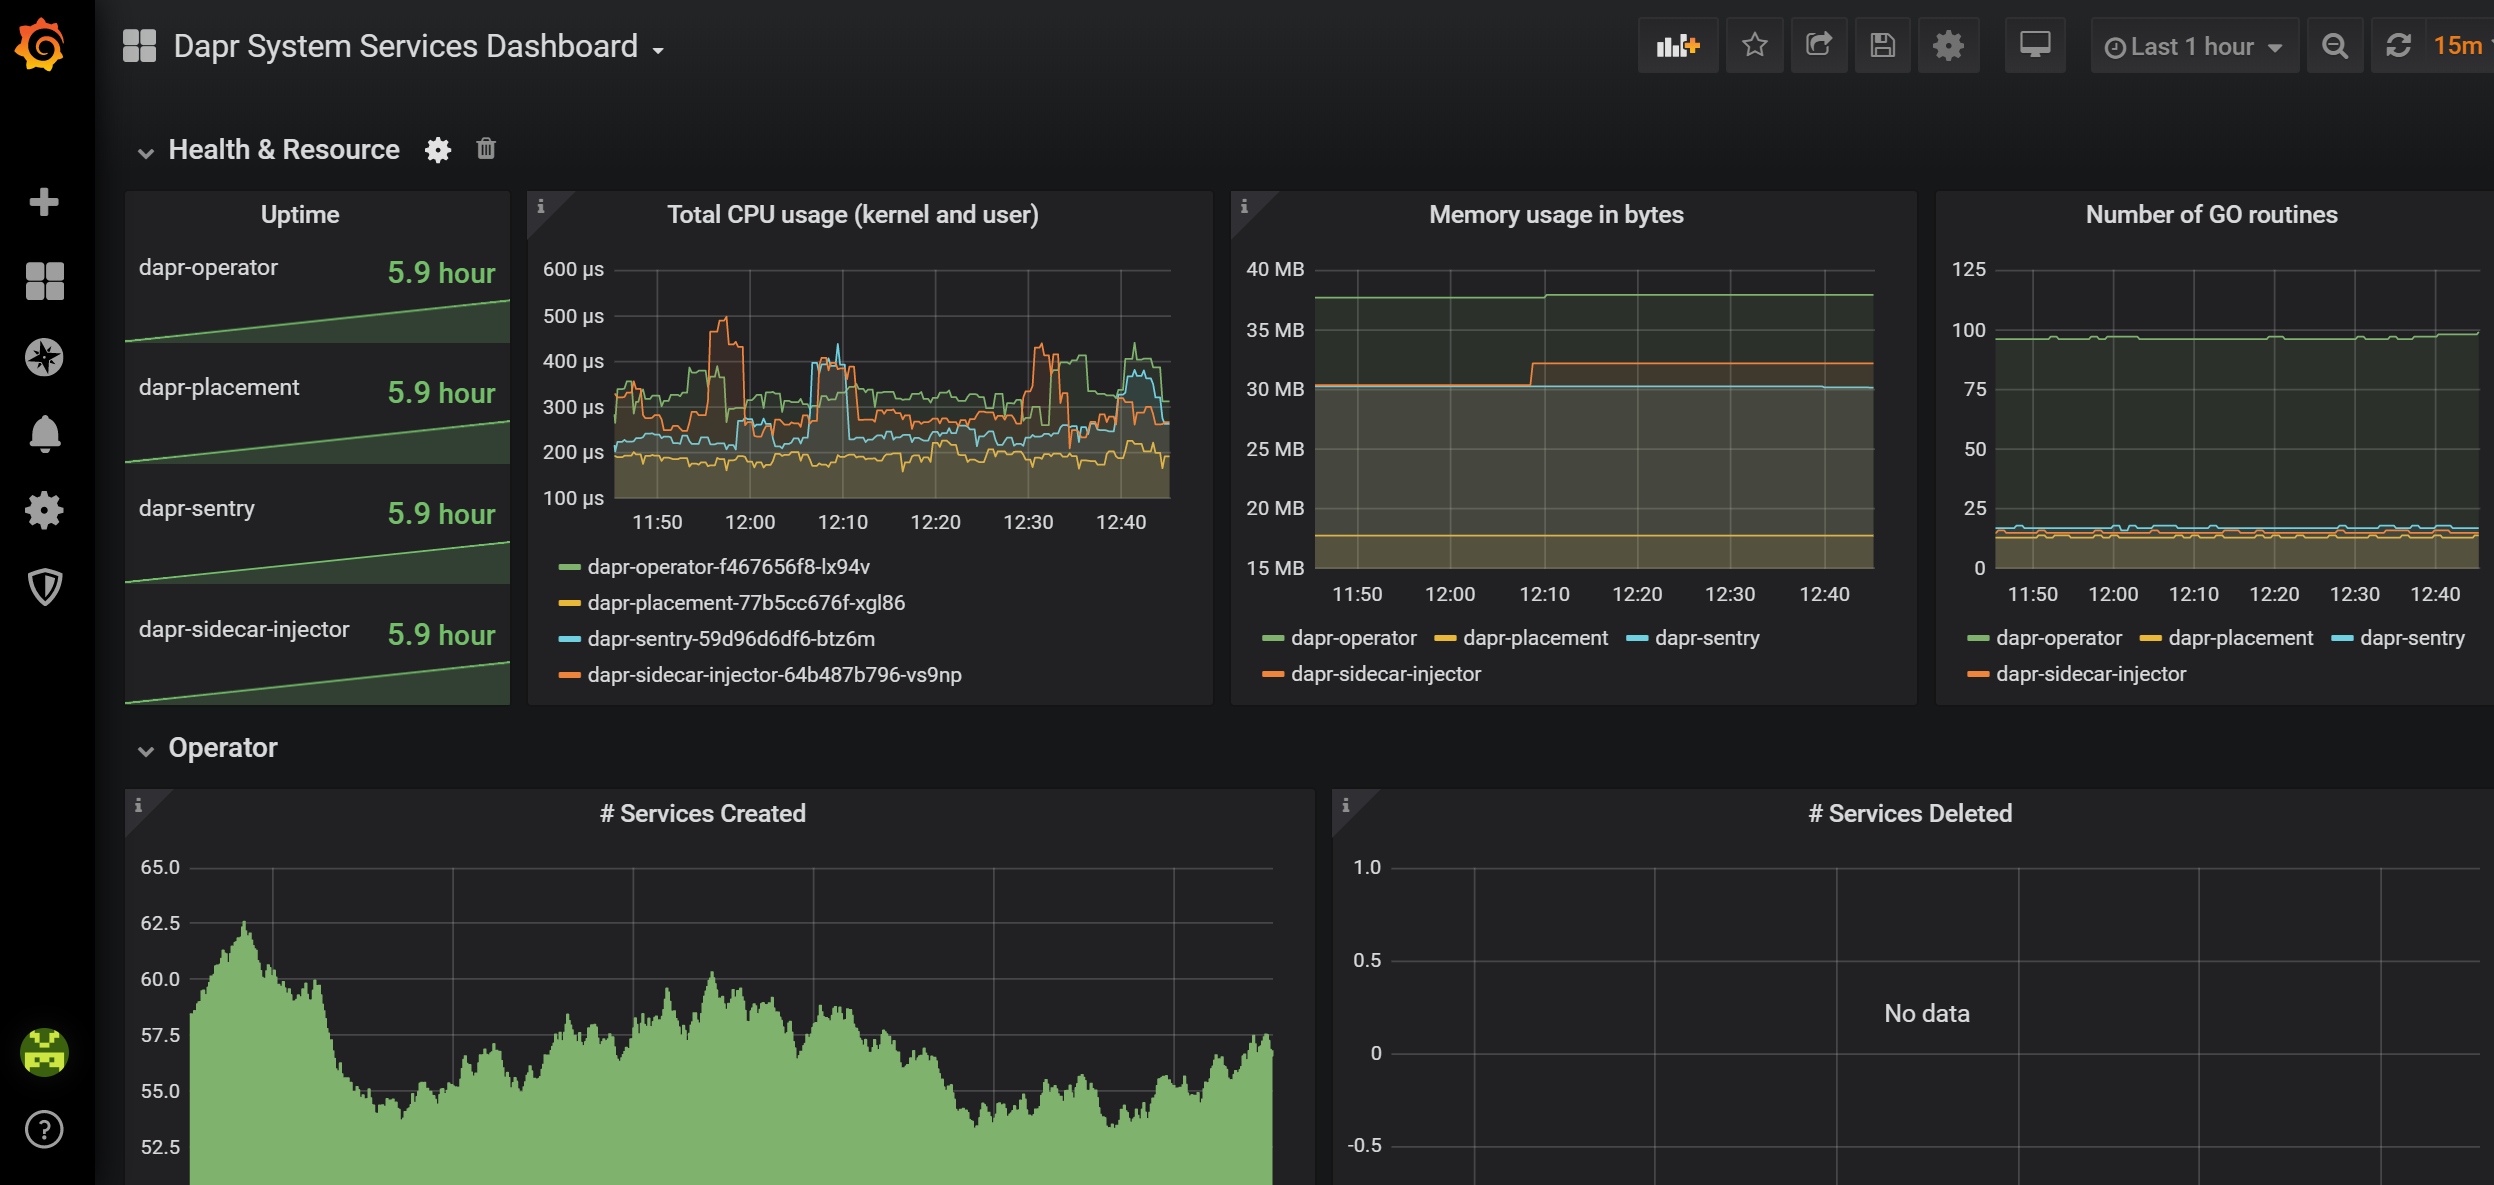 Dapr System Services Dashboard
Last 1 hour
15m
Health & Resource
Uptime
dapr-operator
5.9 hour
dapr-placement
5.9 hour
dapr-sentry
5.9 hour
dapr-sidecar-injector
5.9 hour
i
Total CPU usage (kernel and user)
600 µs
500 µs
400 µs
300 µs
200 µs
100 µs
11:50 12:00 12:10 12:20 12:30 12:40
dapr-operator-f467656f8-lx94v
dapr-placement-77b5cc676f-xgl86
dapr-sentry-59d96d6df6-btz6m
dapr-sidecar-injector-64b487b796-vs9np
i
Memory usage in bytes
40 MB
35 MB
30 MB
25 MB
20 MB
15 MB
11:50 12:00 12:10 12:20 12:30 12:40
dapr-operator dapr-placement dapr-sentry
dapr-sidecar-injector
Number of GO routines
125
100
75
50
25
0
11:50 12:00 12:10 12:20 12:30 12:40
dapr-operator dapr-placement dapr-sentry
dapr-sidecar-injector
Operator
i
# Services Created
65.0
62.5
60.0
57.5
55.0
52.5
i
# Services Deleted
1.0
0.5
0
-0.5
No data
?